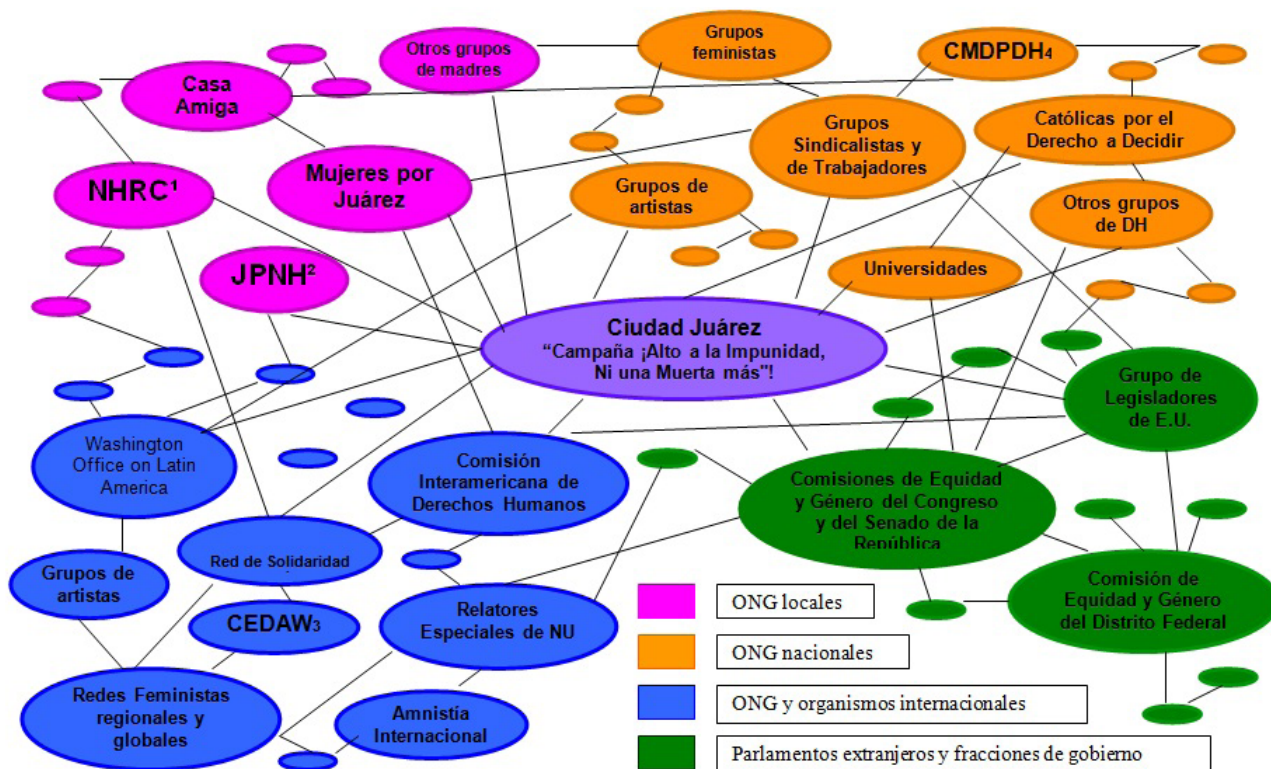 Otros grupos
de madres
Grupos
feministas
CMDPDH4
Casa
Amiga
Grupos
Sindicalistas y
de Trabajadores
Católicas por el
Derecho a Decidir
NHRC¹
Mujeres por
Juárez
Grupos de
artistas
Otros grupos
de DH
JPNH²
Universidades
Ciudad Juárez
“Campaña ¡Alto a la Impunidad,
Ni una Muerta más"!
Grupo de
Legisladores
de E.U.
Washington
Office on Latin
America
Comisión
Interamericana de
Derechos Humanos
Comisiones de Equidad
y Género del Congreso
y del Senado de la
República
Red de Solidaridad
Grupos de
artistas
CEDAW3
Relatores
Especiales de NU
Comisión de
Equidad y Género
del Distrito Federal
Redes Feministas
regionales y
globales
Amnistía
Internacional
ONG locales
ONG nacionales
ONG y organismos internacionales
Parlamentos extranjeros y fracciones de gobierno